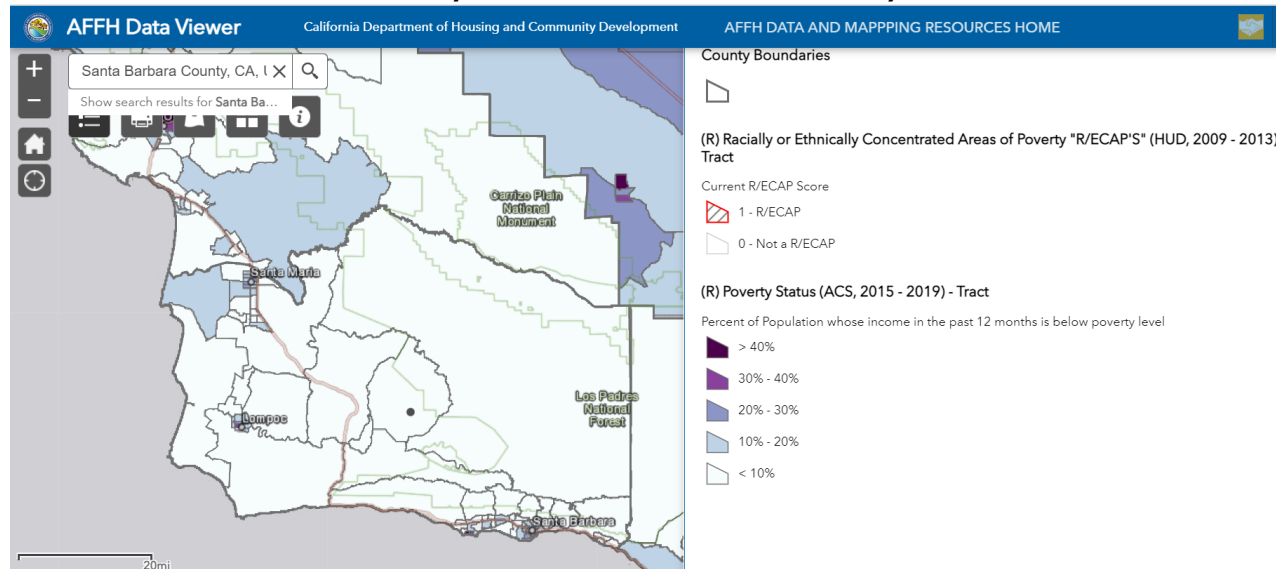 AFFH Data Viewer
California Department of Housing and Community Development
AFFH DATA AND MAPPPING RESOURCES HOME
+
Santa Barbara County, CA, U
Show search results for Santa Ba...
−
Carrizo Plain
National
Monument
Santa Maria
Los Padres
National
Forest
Lompoc
Santa Barbara
20mi
County Boundaries
(R) Racially or Ethnically Concentrated Areas of Poverty "R/ECAP'S" (HUD, 2009 - 2013)
Tract
Current R/ECAP Score
1 - R/ECAP
0 - Not a R/ECAP
(R) Poverty Status (ACS, 2015 - 2019) - Tract
Percent of Population whose income in the past 12 months is below poverty level
> 40%
30% - 40%
20% - 30%
10% - 20%
< 10%